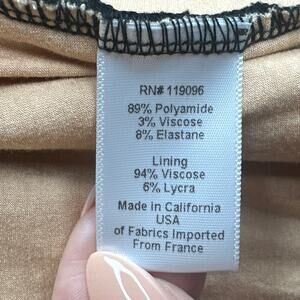 RN# 119096
89% Polyamide
3% Viscose
8% Elastane
Lining
94% Viscose
6% Lycra
Made in California
USA
of Fabrics Imported
From France